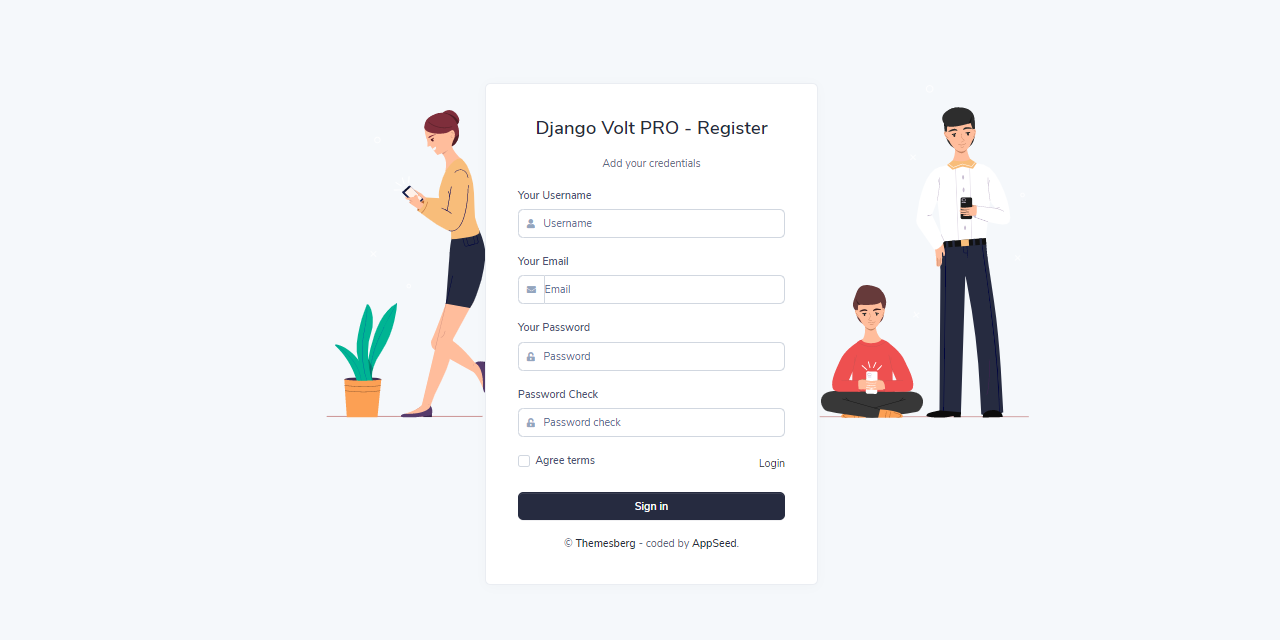 Django Volt PRO - Register
Add your credentials
Your Username
Username
Your Email
Email
Your Password
Password
Password Check
Password check
Agree terms
Login
Sign in
© Themesberg - coded by AppSeed.